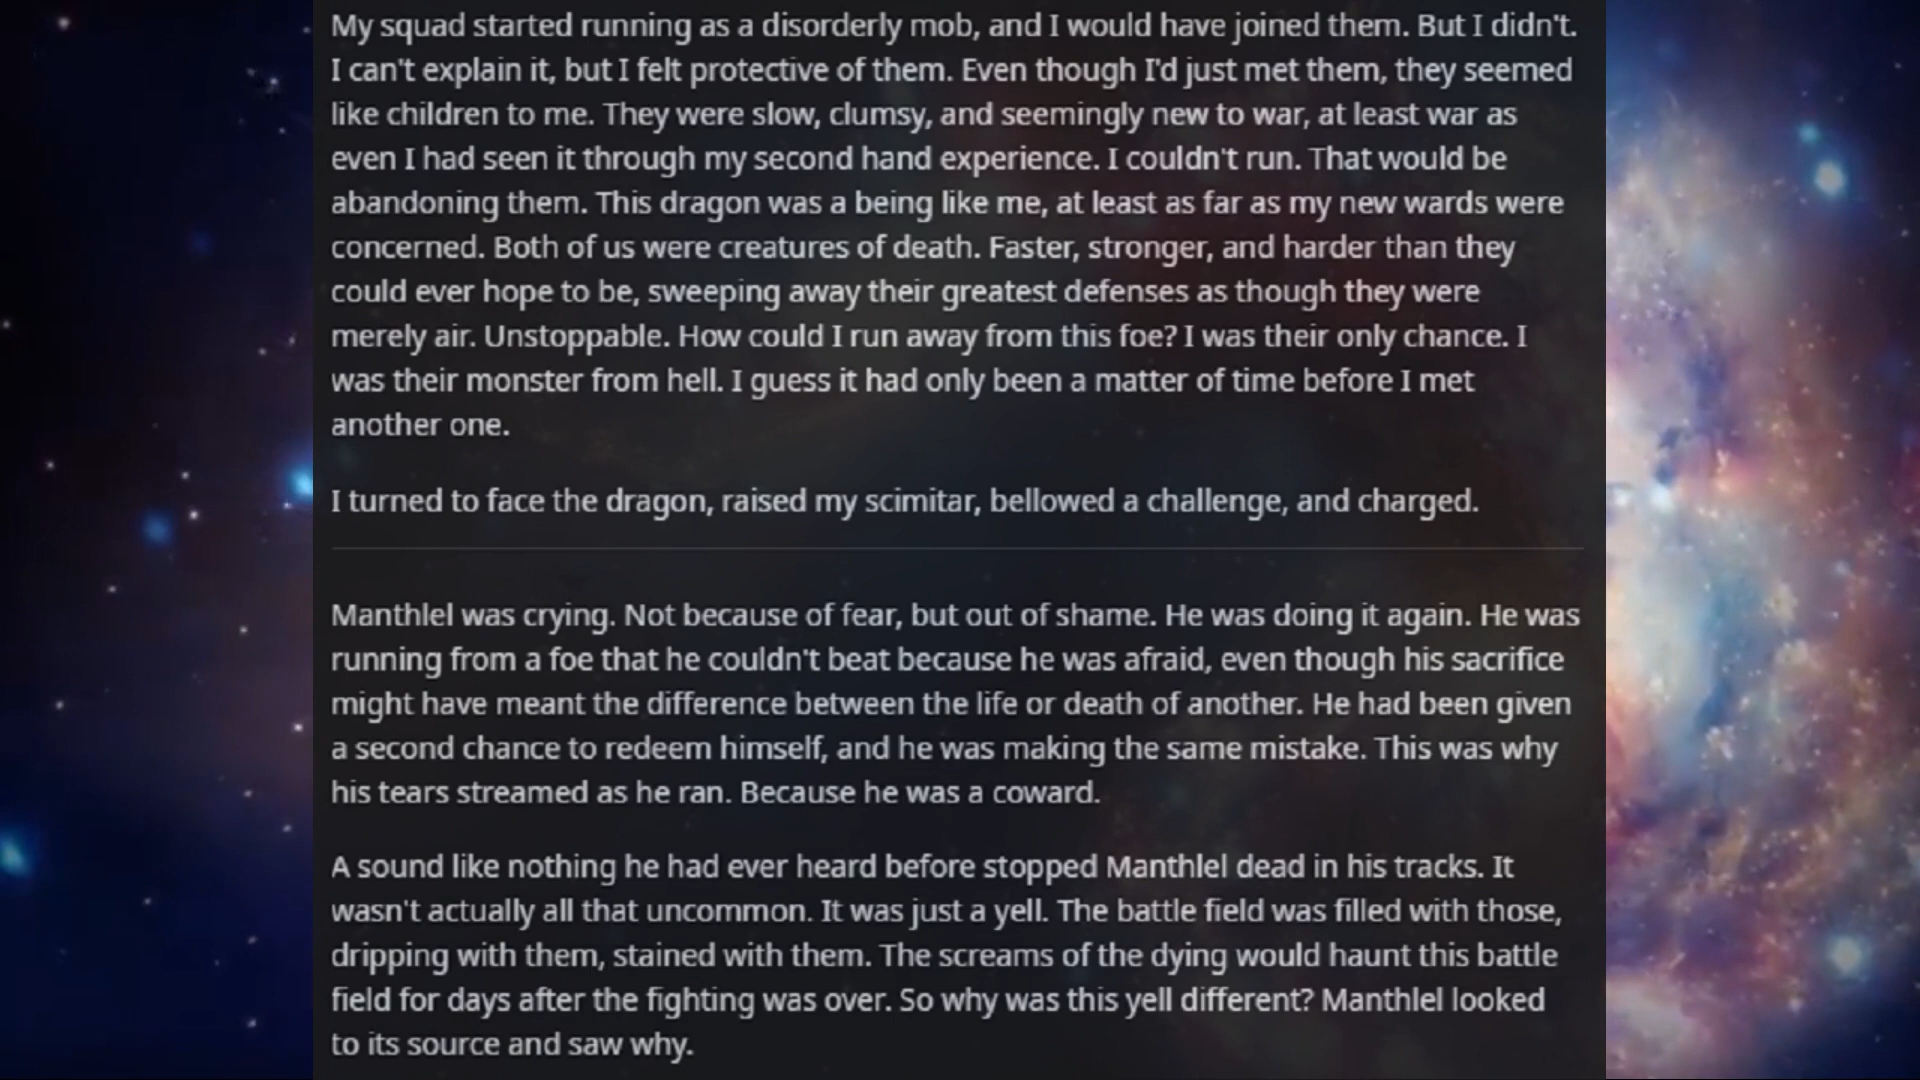 My squad started running as a disorderly mob, and I would have joined them. But I didn't.
I can't explain it, but I felt protective of them. Even though I'd just met them, they seemed
like children to me. They were slow, clumsy, and seemingly new to war, at least war as
even I had seen it through my second hand experience. I couldn't run. That would be
abandoning them. This dragon was a being like me, at least as far as my new wards were
concerned. Both of us were creatures of death. Faster, stronger, and harder than they
could ever hope to be, sweeping away their greatest defenses as though they were
merely air. Unstoppable. How could I run away from this foe? I was their only chance. I
was their monster from hell. I guess it had only been a matter of time before I met
another one.
I turned to face the dragon, raised my scimitar, bellowed a challenge, and charged.
Manthlel was crying. Not because of fear, but out of shame. He was doing it again. He was
running from a foe that he couldn't beat because he was afraid, even though his sacrifice
might have meant the difference between the life or death of another. He had been given
a second chance to redeem himself, and he was making the same mistake. This was why
his tears streamed as he ran. Because he was a coward.
A sound like nothing he had ever heard before stopped Manthlel dead in his tracks. It
wasn't actually all that uncommon. It was just a yell. The battle field was filled with those,
dripping with them, stained with them. The screams of the dying would haunt this battle
field for days after the fighting was over. So why was this yell different? Manthlel looked
to its source and saw why.